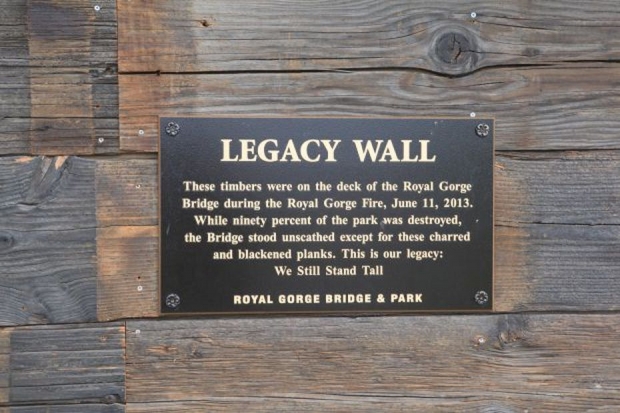 LEGACY WALL
These timbers were on the deck of the Royal Gorge
Bridge during the Royal Gorge Fire, June 11, 2013.
While ninety percent of the park was destroyed,
the Bridge stood unscathed except for these charred
and blackened planks. This is our legacy:
We Still Stand Tall
ROYAL GORGE BRIDGE & PARK